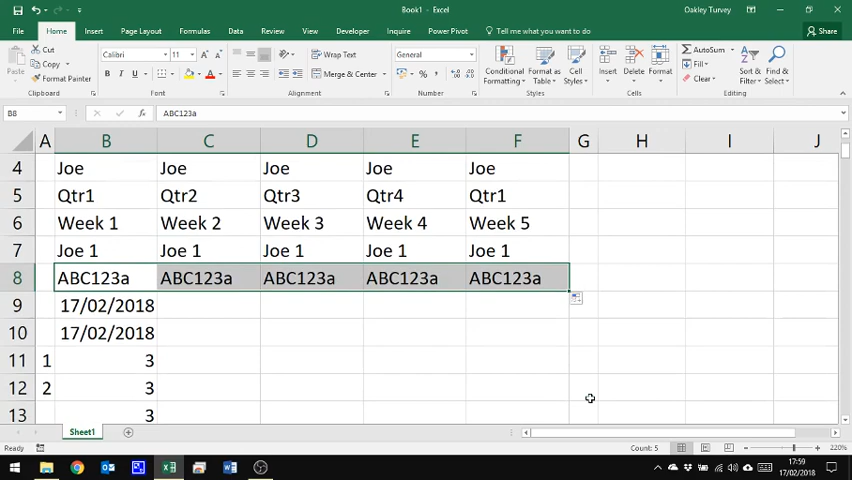 Book1 - Excel
Oakley Turvey
File Home Insert Page Layout Formulas Data Review View Developer Inquire Power Pivot Tell me what you want to do Share
Paste Cut Calibri 11 A A Wrap Text General Conditional Formatting Format as Table Cell Styles Insert Delete Format AutoSum Sort & Filter Find & Select
Copy Fill
Format Painter B I U Merge & Center % Clear
Clipboard Font Alignment Number Styles Cells Editing
B8 fx ABC123a
A B C D E F G H I J
4 Joe Joe Joe Joe Joe
5 Qtr1 Qtr2 Qtr3 Qtr4 Qtr1
6 Week 1 Week 2 Week 3 Week 4 Week 5
7 Joe 1 Joe 1 Joe 1 Joe 1 Joe 1
8 ABC123a ABC123a ABC123a ABC123a ABC123a
9 17/02/2018
10 17/02/2018
11 1 3
12 2 3
13 3
Sheet1
Ready Count: 5 220%
17:59
17/02/2018